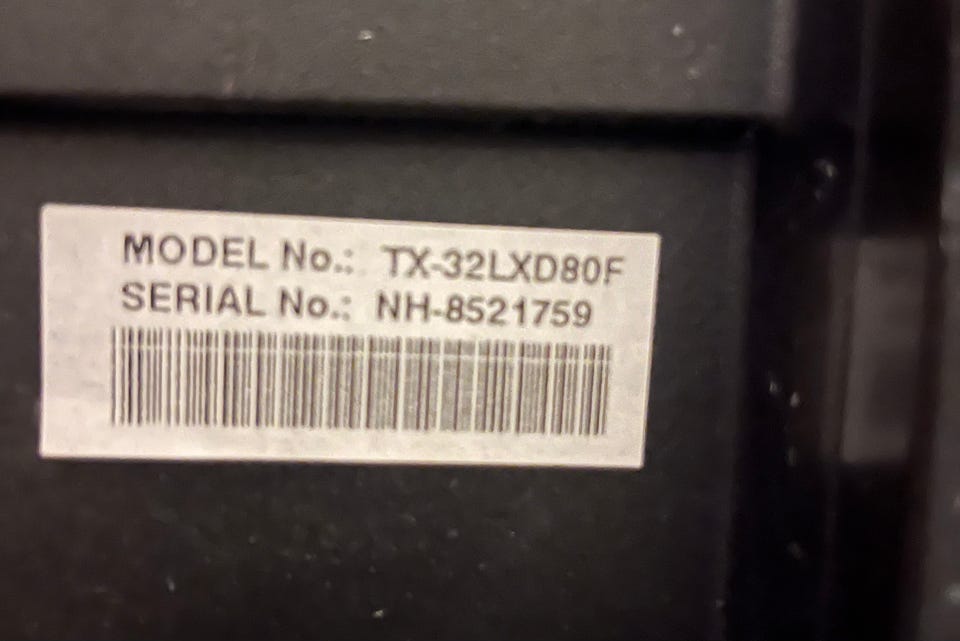 MODEL No.: TX-32LXD80F
SERIAL No.: NH-8521759